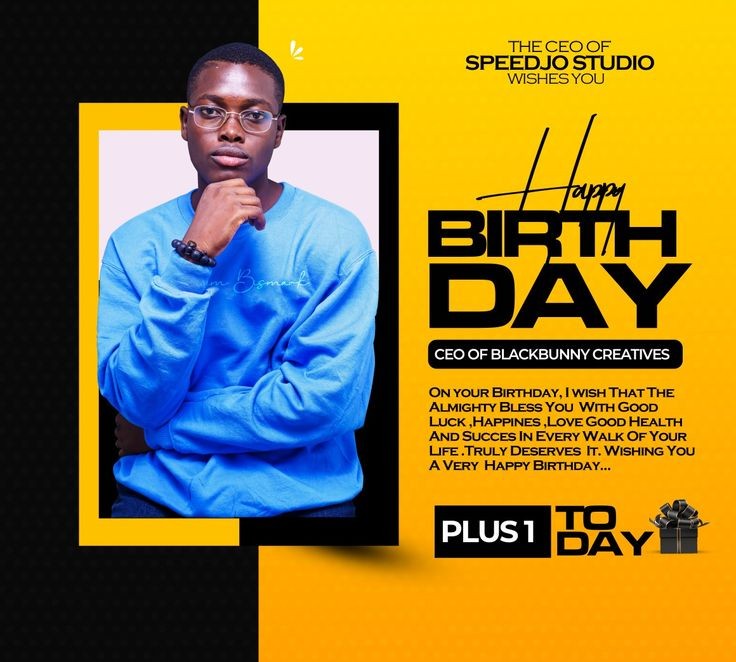 THE CEO OF
SPEEDJO STUDIO
WISHES YOU
Happy
BIRTH
DAY
CEO OF BLACKBUNNY CREATIVES
ON YOUR BIRTHDAY, I WISH THAT THE
ALMIGHTY BLESS YOU WITH GOOD
LUCK ,HAPPINES ,LOVE GOOD HEALTH
AND SUCCES IN EVERY WALK OF YOUR
LIFE .TRULY DESERVES IT. WISHING YOU
A VERY HAPPY BIRTHDAY...
PLUS 1
TO
DAY
Bismark